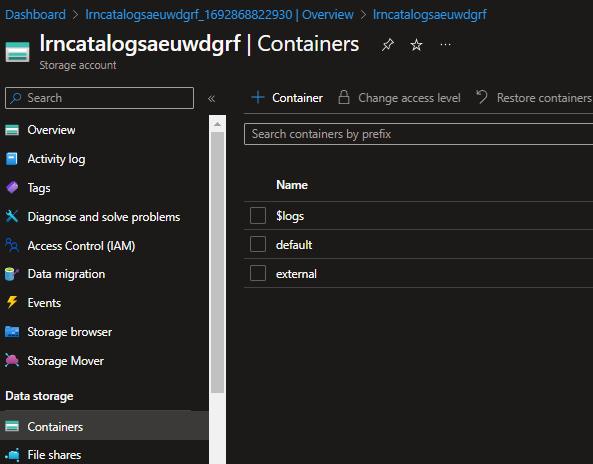 Dashboard > lrncatalogsaeuwdgrf_1692868822930 | Overview > lrncatalogsaeuwdgrf
lrncatalogsaeuwdgrf | Containers
Storage account
Search
+ Container Change access level Restore containers
Overview
Search containers by prefix
Activity log
Tags
Name
Diagnose and solve problems
$logs
Access Control (IAM)
default
Data migration
external
Events
Storage browser
Storage Mover
Data storage
Containers
File shares